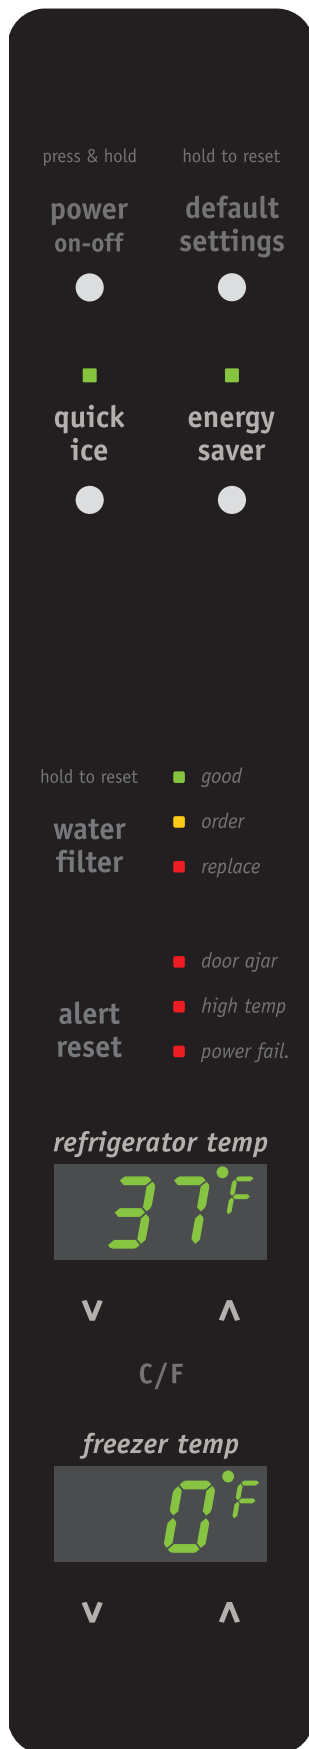 press & hold
hold to reset
power
on-off
default
settings
quick
ice
energy
saver
hold to reset
water
filter
good
order
replace
alert
reset
door ajar
high temp
power fail.
refrigerator temp
37°F
v ʌ
C/F
freezer temp
0°F
v ʌ